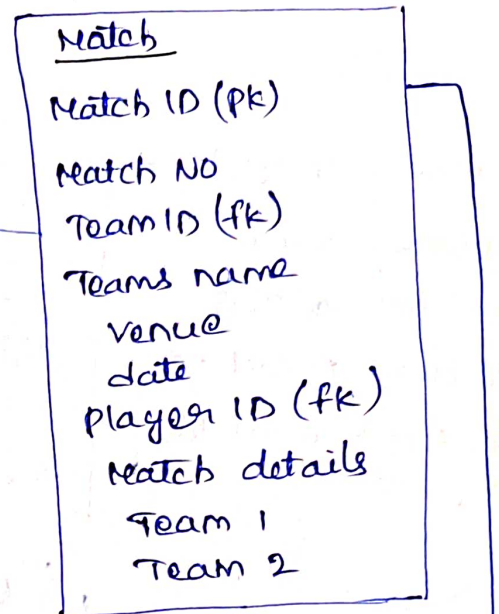 Match
Match ID (PK)
Match NO
Team ID (fk)
Teams name
venue
date
player ID (fk)
Match details
Team 1
Team 2